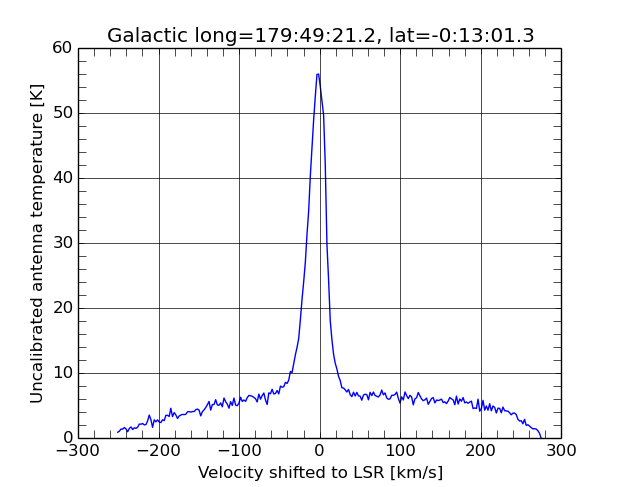 Galactic long=179:49:21.2, lat=-0:13:01.3
60
50
40
30
20
10
0
Uncalibrated antenna temperature [K]
−300 −200 −100 0 100 200 300
Velocity shifted to LSR [km/s]